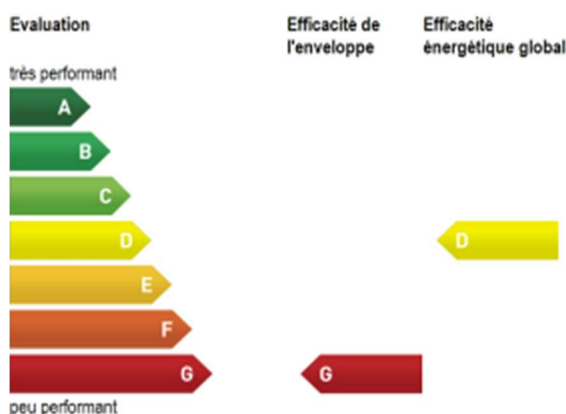 Evaluation
Efficacité de
l'enveloppe
Efficacité
énergétique global
très performant
A
B
C
D
D
E
F
G
G
peu performant